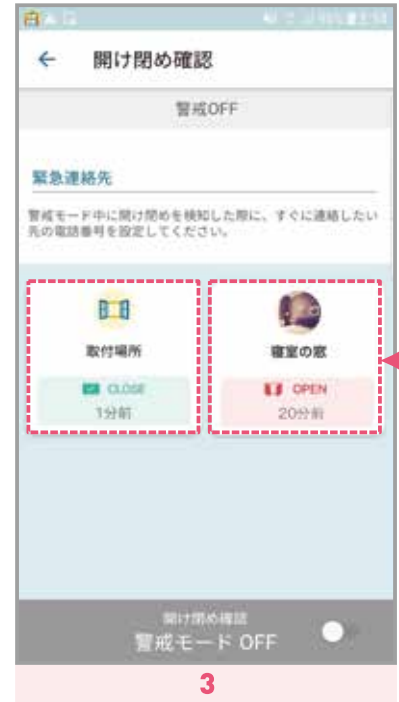 開け閉め確認
警戒OFF
緊急連絡先
警戒モード中に開け閉めを検知した際に、すぐに連絡したい
先の電話番号を設定してください。
取付場所
寝室の窓
CLOSE
OPEN
1分前
20分前
開け閉め確認
警戒モード OFF
3